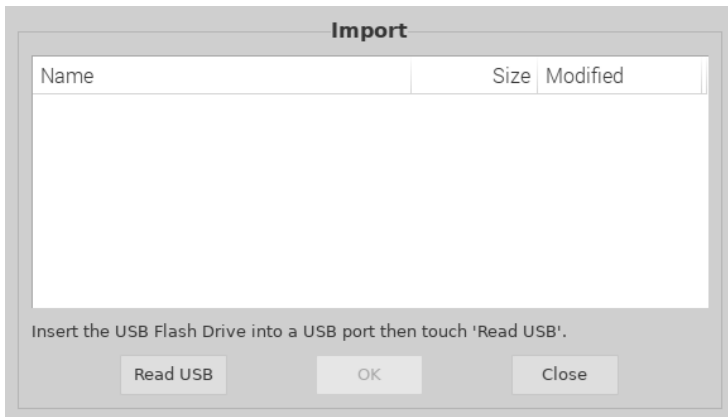 Import
Name Size Modified
Insert the USB Flash Drive into a USB port then touch 'Read USB'.
Read USB OK Close